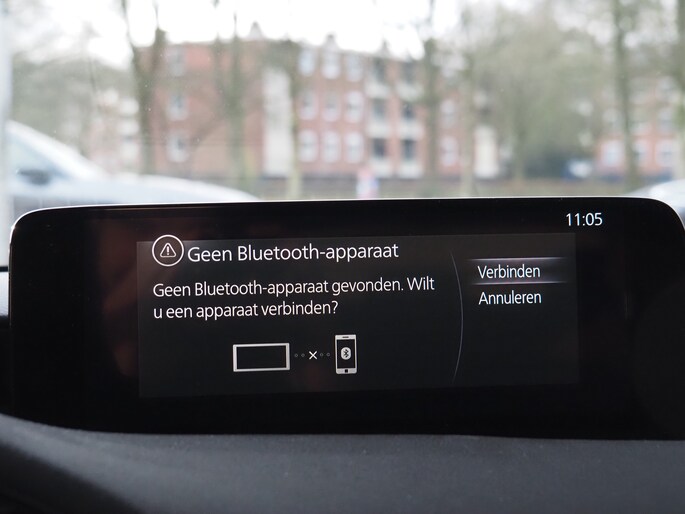 11:05
Geen Bluetooth-apparaat
Geen Bluetooth-apparaat gevonden. Wilt
u een apparaat verbinden?
Verbinden
Annuleren